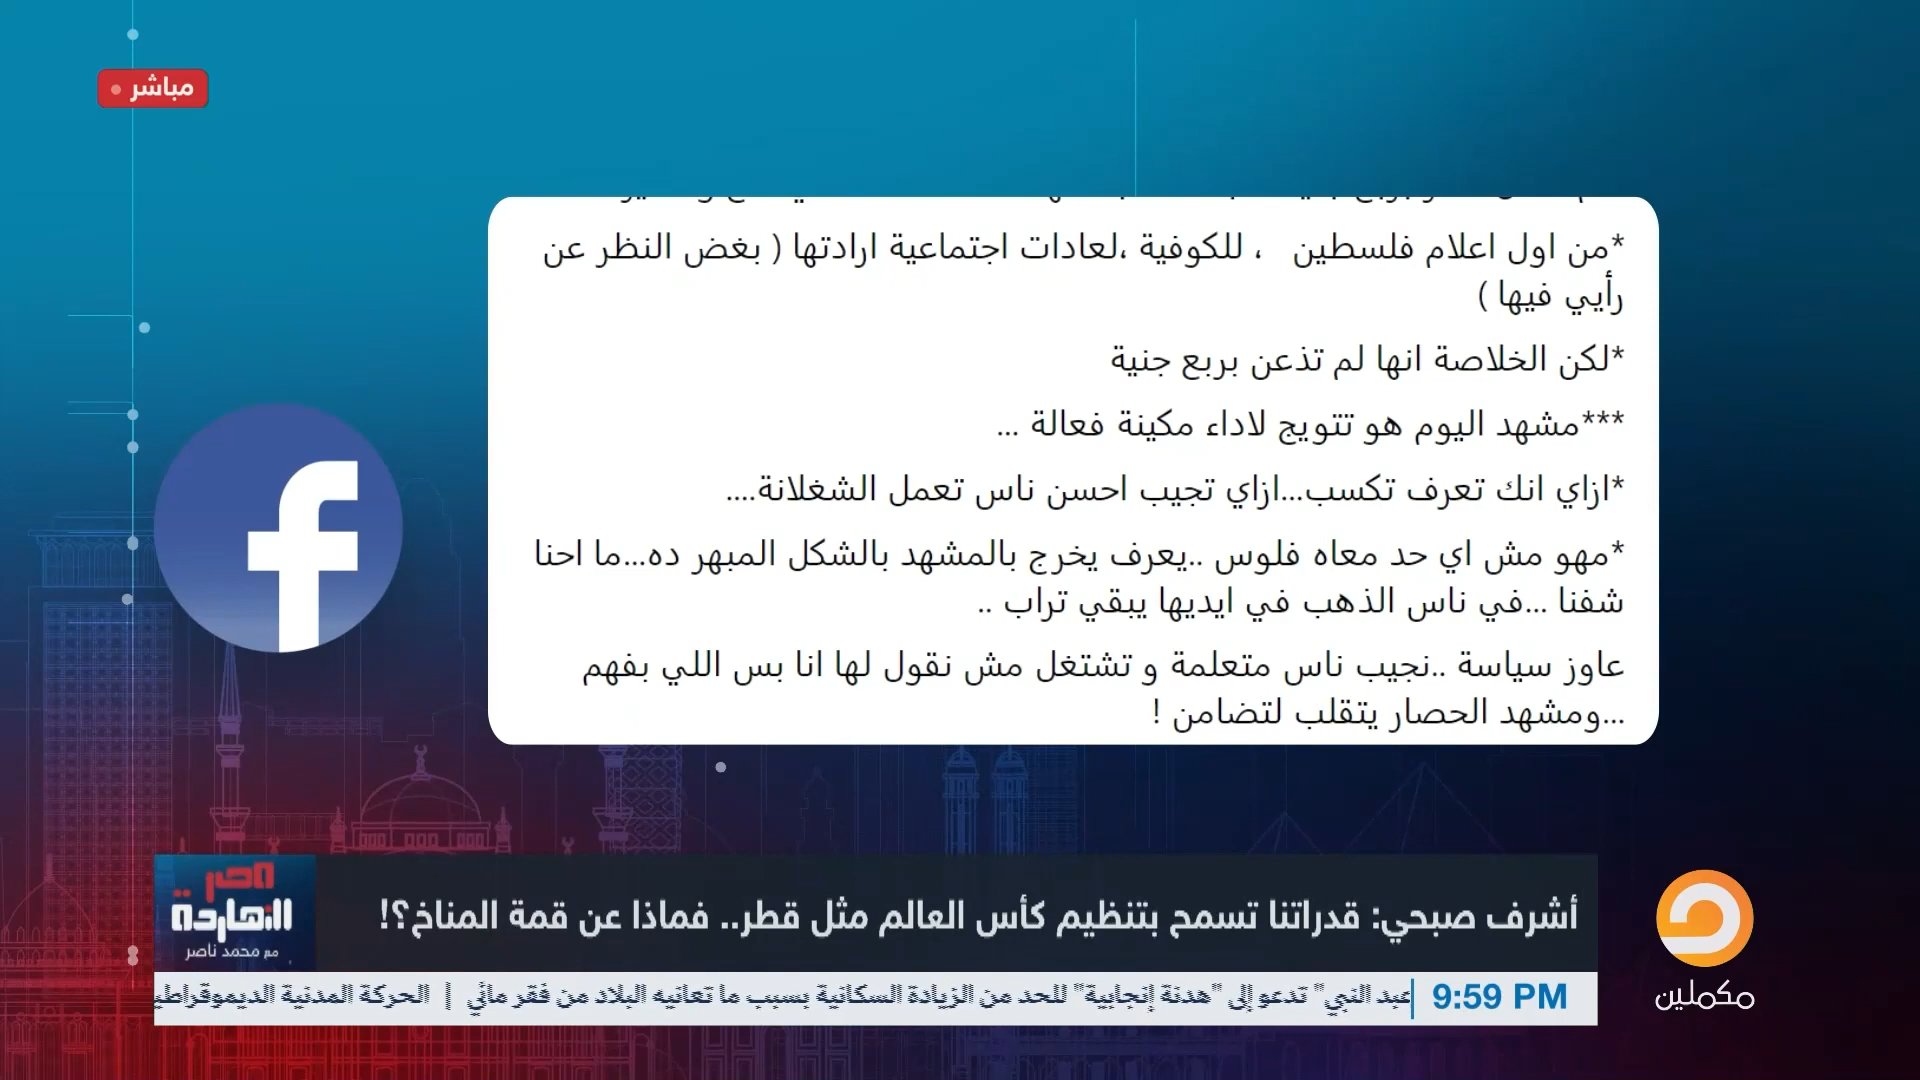 مباشر
*من اول اعلام فلسطين ، للكوفية ،لعادات اجتماعية ارادتها ( بغض النظر عن
رأيي فيها )
*لكن الخلاصة انها لم تذعن بربع جنية
***مشهد اليوم هو تتويج لاداء مكينة فعالة ...
*ازاي انك تعرف تكسب...ازاي تجيب احسن ناس تعمل الشغلانة....
*مهو مش اي حد معاه فلوس ..يعرف يخرج بالمشهد بالشكل المبهر ده...ما احنا
شفنا ...في ناس الذهب في ايديها يبقي تراب ..
عاوز سياسة ..نجيب ناس متعلمة و تشتغل مش نقول لها انا بس اللي بفهم
...ومشهد الحصار يتقلب لتضامن !
مصر
النهاردة
مع محمد ناصر
أشرف صبحي: قدراتنا تسمح بتنظيم كأس العالم مثل قطر.. فماذا عن قمة المناخ؟!
9:59 PM
عبد النبي" تدعو إلى "هدنة إنجابية" للحد من الزيادة السكانية بسبب ما تعانيه البلاد من فقر مائي | الحركة المدنية
مكملين